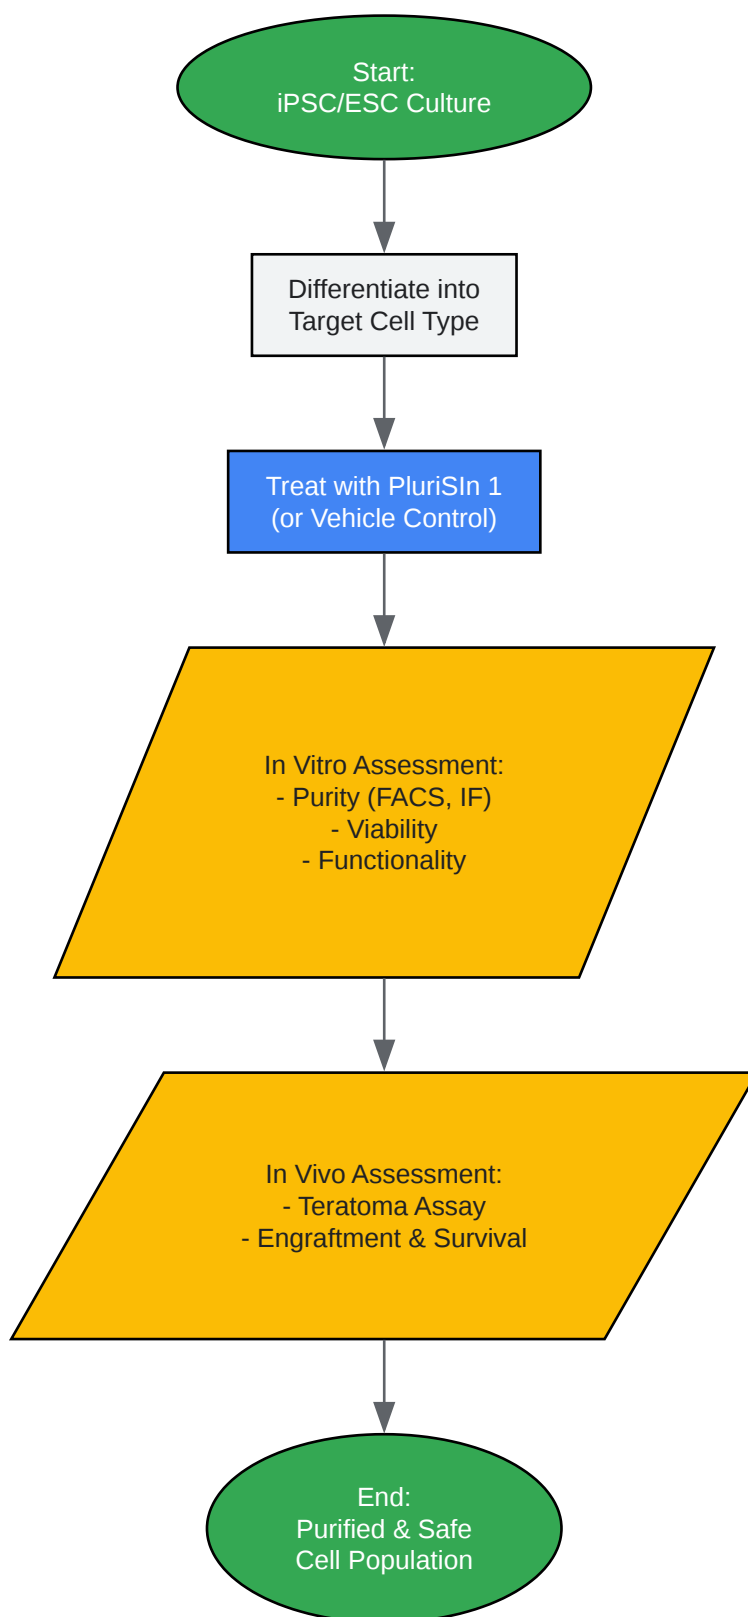 Start:
iPSC/ESC Culture
Differentiate into
Target Cell Type
Treat with PluriSIn 1
(or Vehicle Control)
In Vitro Assessment:
- Purity (FACS, IF)
- Viability
- Functionality
In Vivo Assessment:
- Teratoma Assay
- Engraftment & Survival
End:
Purified & Safe
Cell Population